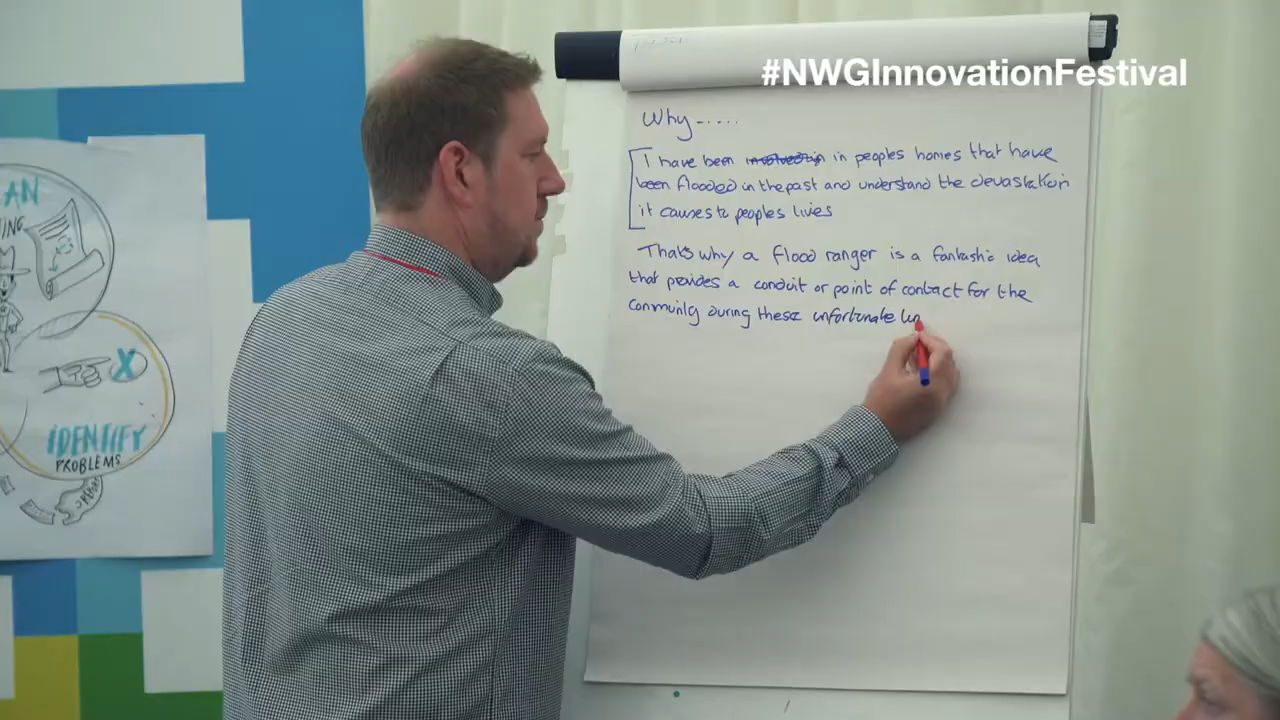 #NWGInnovationFestival
Why.....
I have been in peoples homes that have
been flooded in the past and understand the devastation
it causes to peoples lives
That's why a flood ranger is a fantastic idea
that provides a conduit or point of contact for the
community during these unfortunate
AN
IDENTIFY
PROBLEMS
X